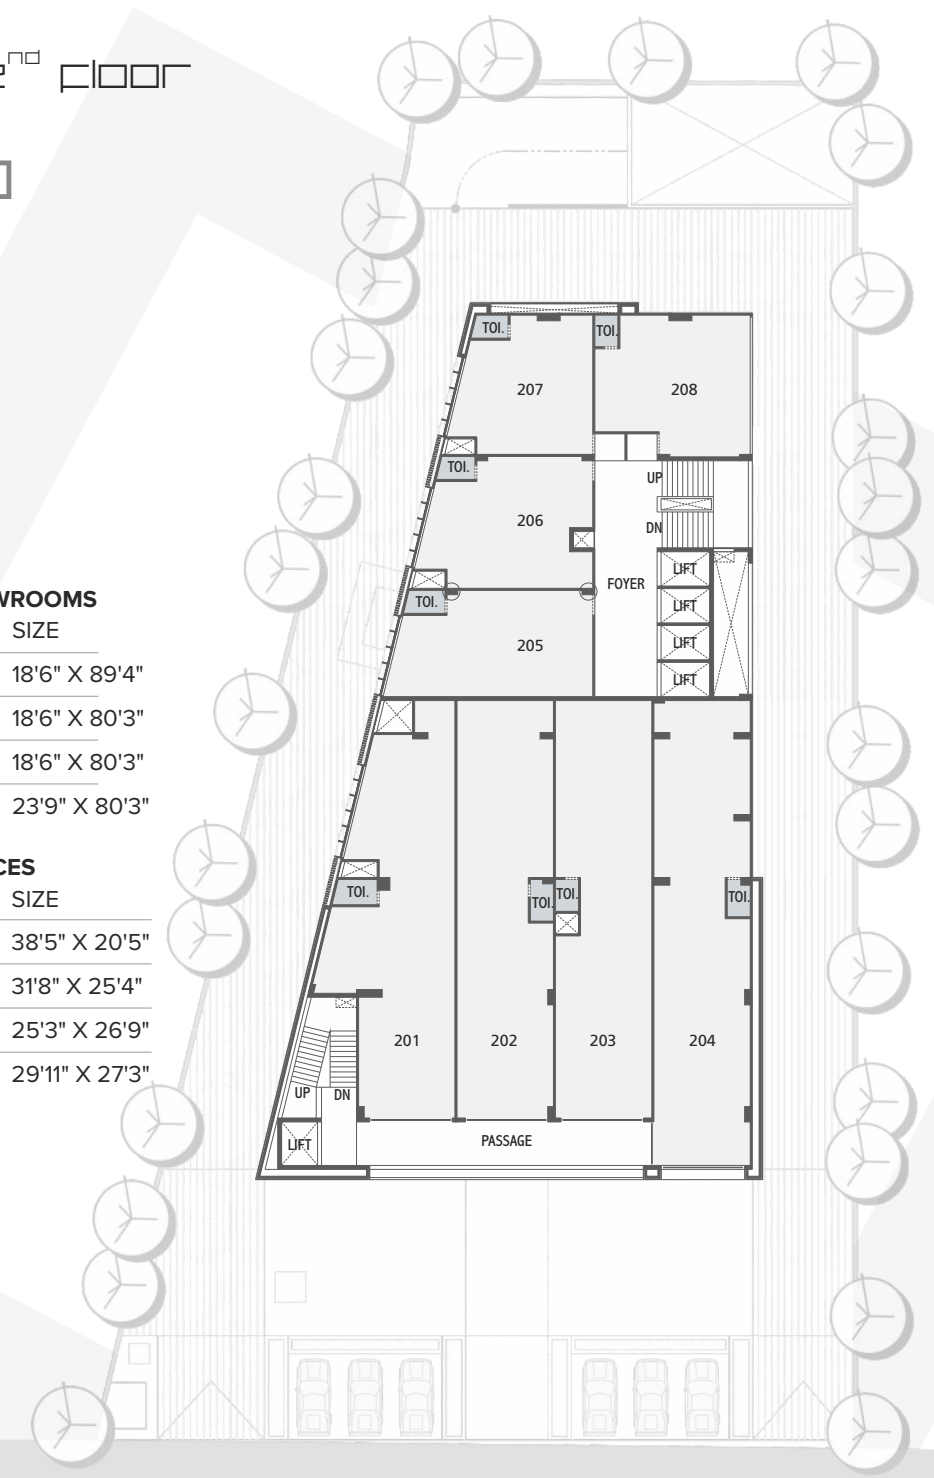 2nd floor
TOI.
TOI.
207
208
TOI.
UP
206
DN
LIFT
FOYER
TOI.
LIFT
WROOMS
SIZE
LIFT
205
18'6" X 89'4"
LIFT
18'6" X 80'3"
18'6" X 80'3"
23'9" X 80'3"
CES
SIZE
TOI.
TOI.
TOI.
TOI.
38'5" X 20'5"
31'8" X 25'4"
25'3" X 26'9"
201
202
203
204
29'11" X 27'3"
UP
DN
LIFT
PASSAGE